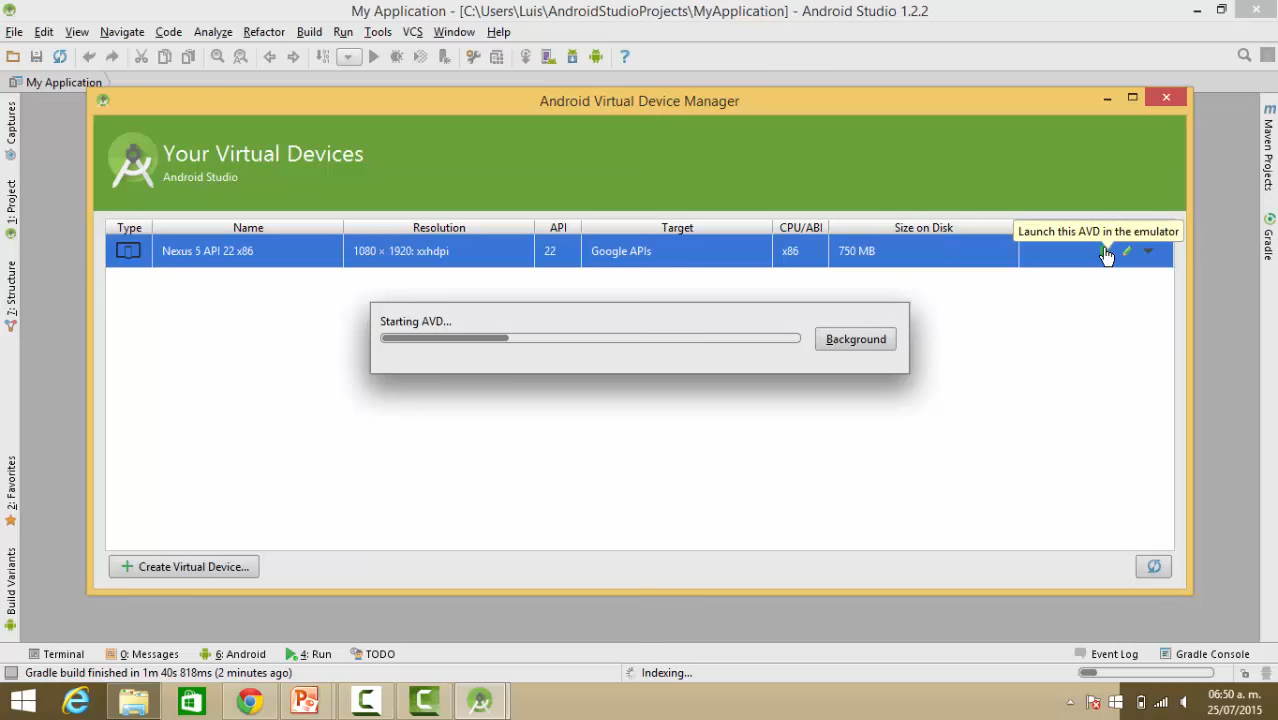 My Application - [C:\Users\Luis\AndroidStudioProjects\MyApplication] - Android Studio 1.2.2
File Edit View Navigate Code Analyze Refactor Build Run Tools VCS Window Help
My Application
Captures
1: Project
7: Structure
2: Favorites
Build Variants
Maven Projects
Gradle
Android Virtual Device Manager
Your Virtual Devices
Android Studio
Type Name Resolution API Target CPU/ABI Size on Disk
Launch this AVD in the emulator
Nexus 5 API 22 x86 1080 × 1920: xxhdpi 22 Google APIs x86 750 MB
Starting AVD...
Background
Create Virtual Device...
Terminal 0: Messages 6: Android 4: Run TODO Event Log Gradle Console
Gradle build finished in 1m 40s 818ms (2 minutes ago) Indexing...
06:50 a. m.
25/07/2015